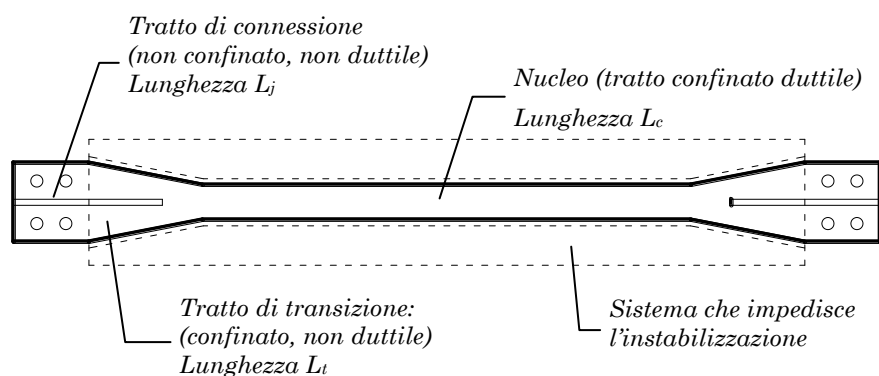 Tratto di connessione
(non confinato, non duttile)
Lunghezza Lj
Nucleo (tratto confinato duttile)
Lunghezza Lc
Tratto di transizione:
(confinato, non duttile)
Lunghezza Lt
Sistema che impedisce
l'instabilizzazione